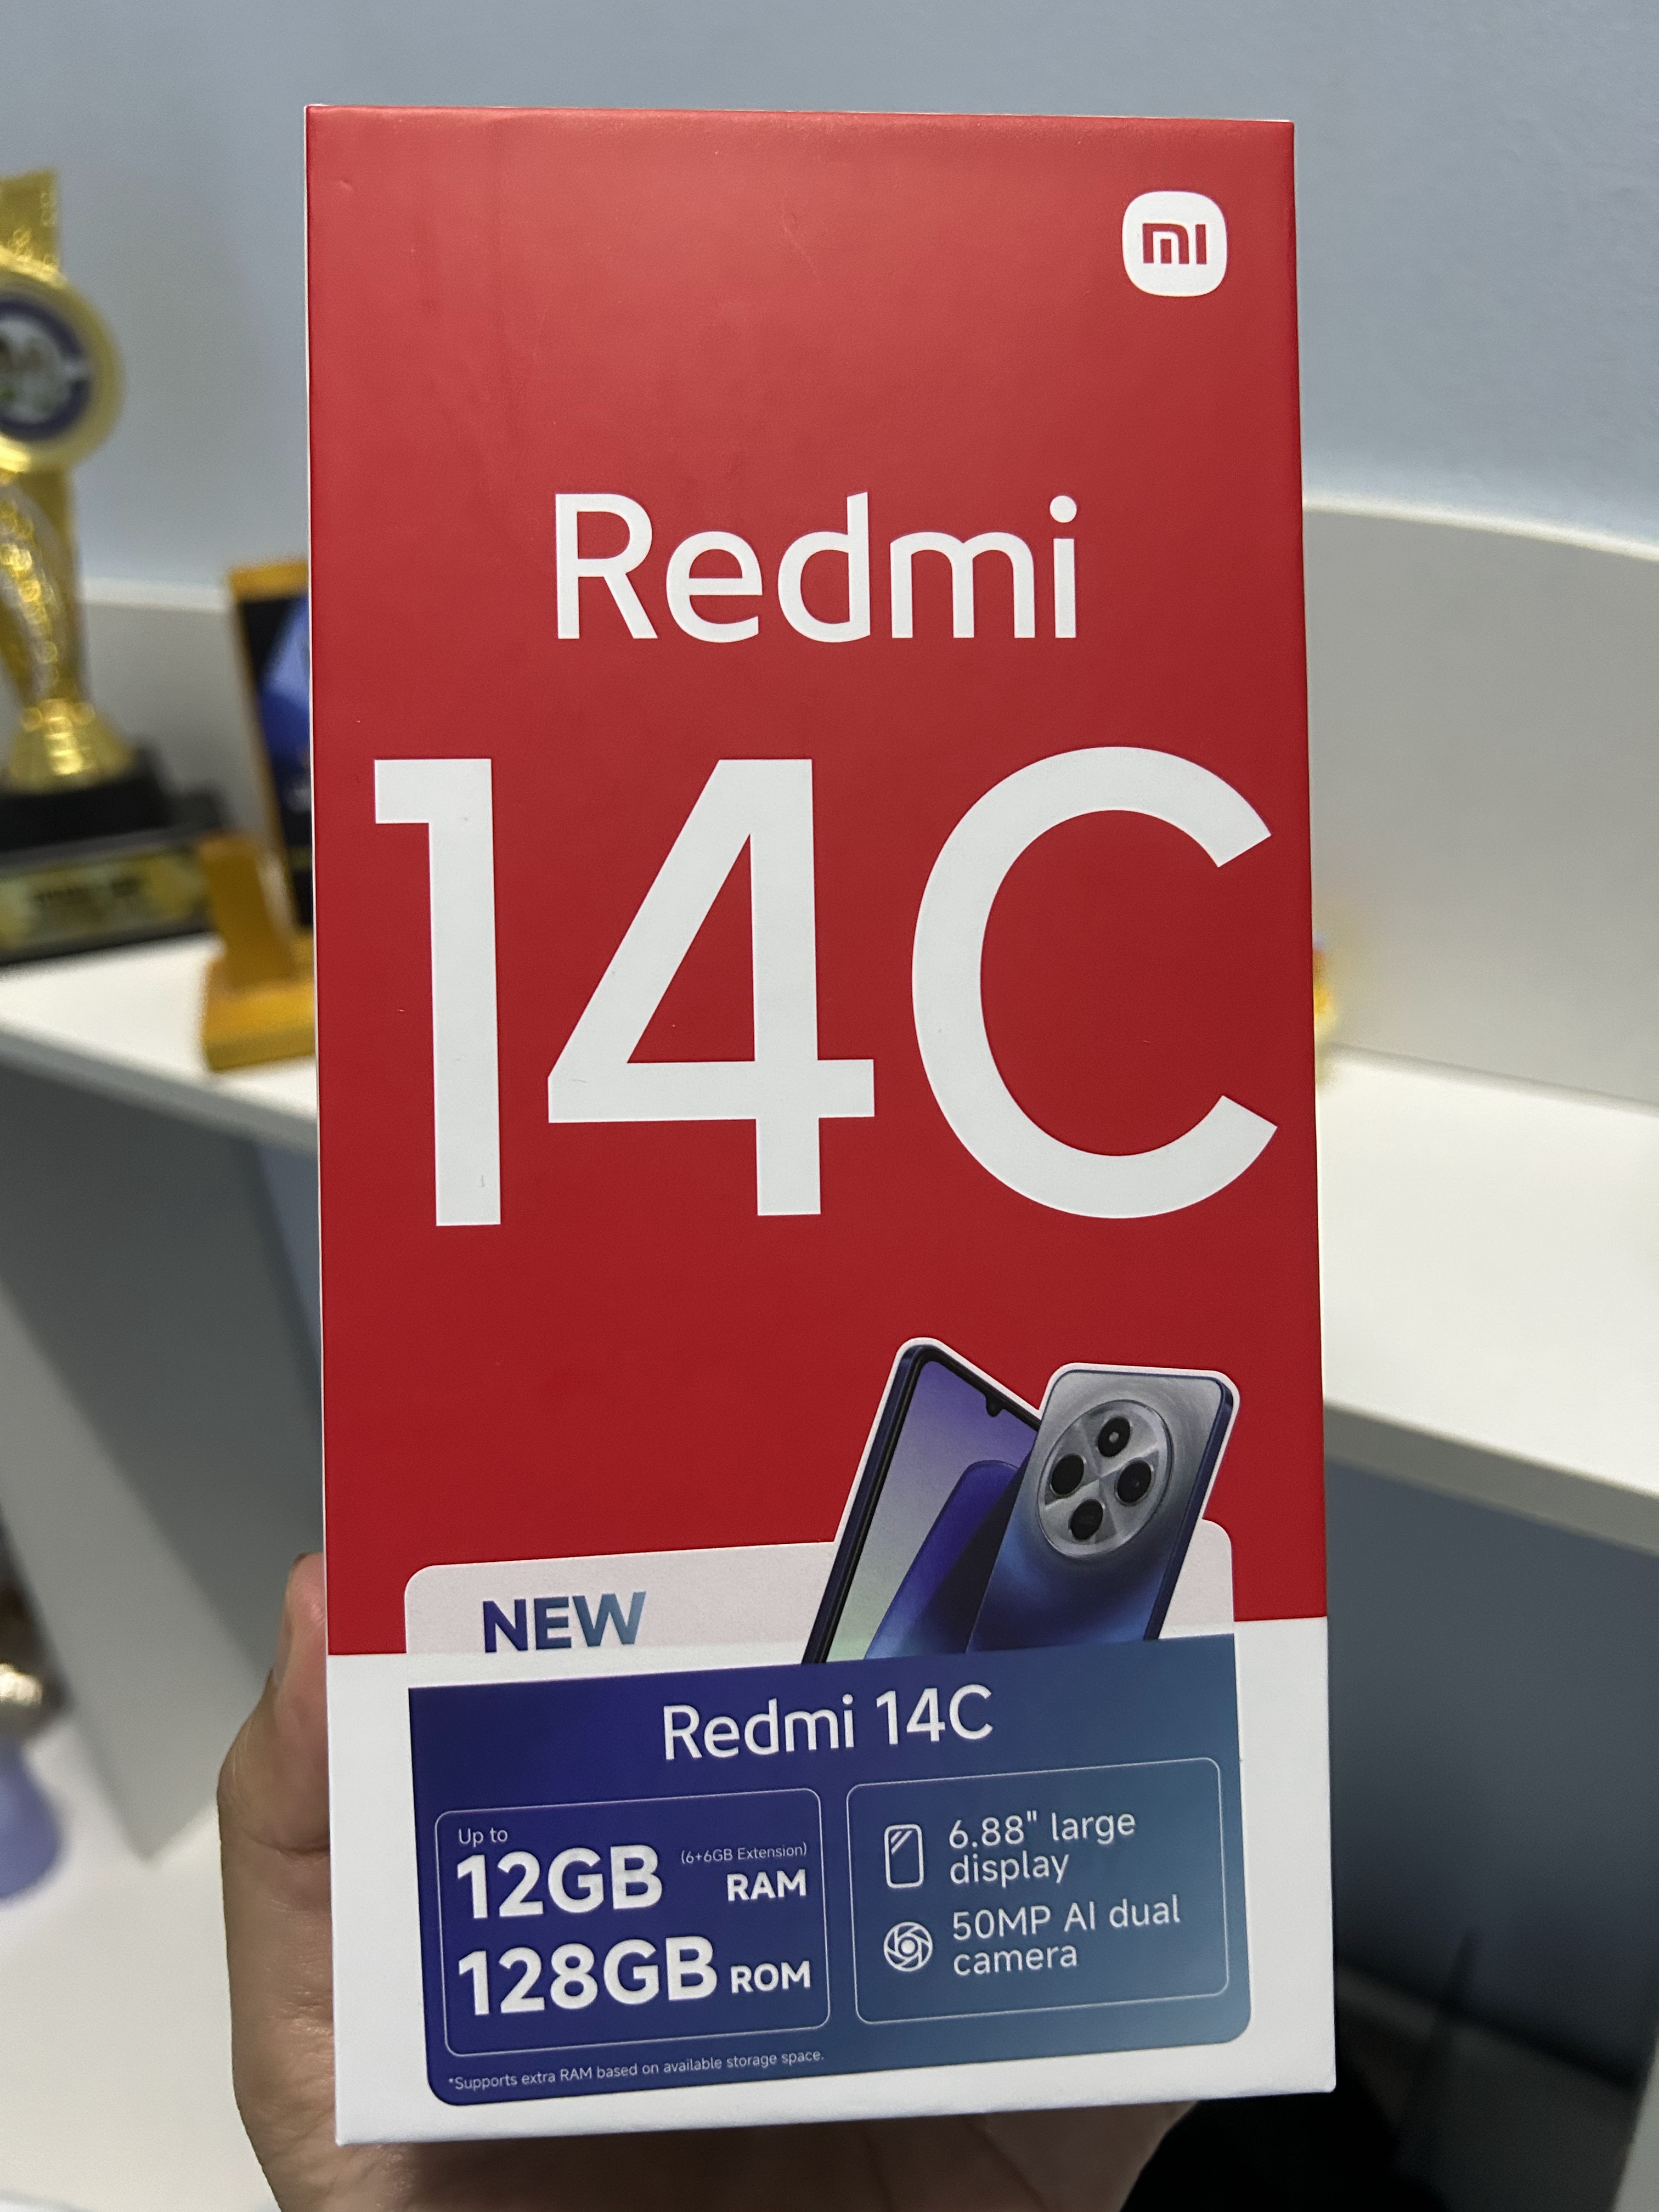 mi
Redmi
14C
NEW
Redmi 14C
Up to
12GB (6+6GB Extension) RAM
128GB ROM
6.88" large
display
50MP AI dual
camera
*Supports extra RAM based on available storage space.